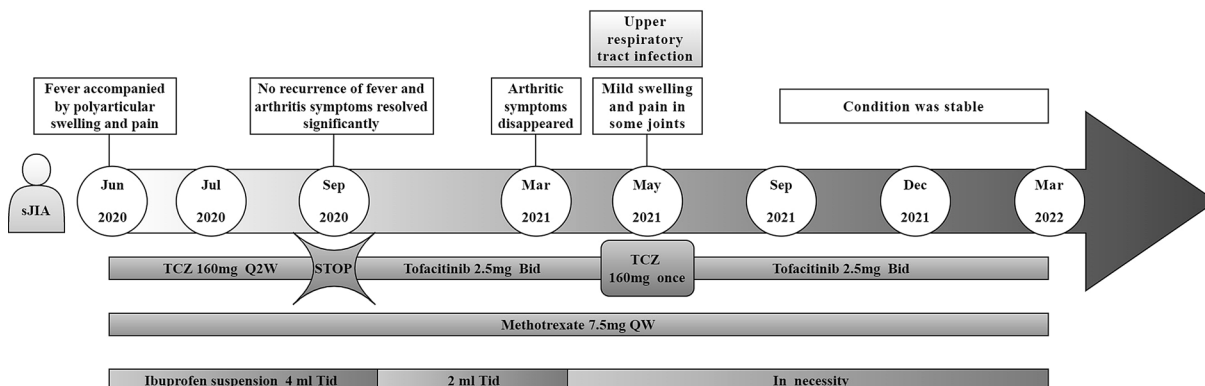 Upper
respiratory
tract infection
Fever accompanied
by polyarticular
swelling and pain
No recurrence of fever and
arthritis symptoms resolved
significantly
Arthritic
symptoms
disappeared
Mild swelling
and pain in
some joints
Condition was stable
sJIA
Jun
2020
Jul
2020
Sep
2020
Mar
2021
May
2021
Sep
2021
Dec
2021
Mar
2022
TCZ 160mg Q2W
STOP
Tofacitinib 2.5mg Bid
TCZ
160mg once
Tofacitinib 2.5mg Bid
Methotrexate 7.5mg QW
Ibuprofen suspension 4 ml Tid
2 ml Tid
In necessity